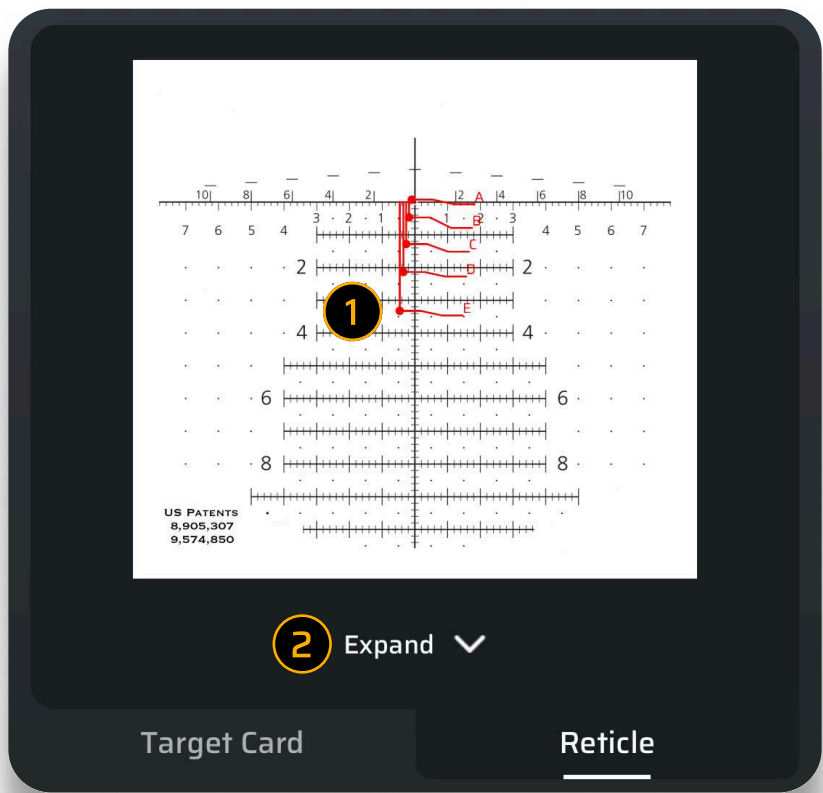 10 8 6 4 2 2 4 6 8 10
A
3 2 1 1 2 3
B
7 6 5 4 4 5 6 7
C
2 D 2
1
E
4 4
6 6
8 8
US PATENTS
8,905,307
9,574,850
2 Expand
Target Card Reticle